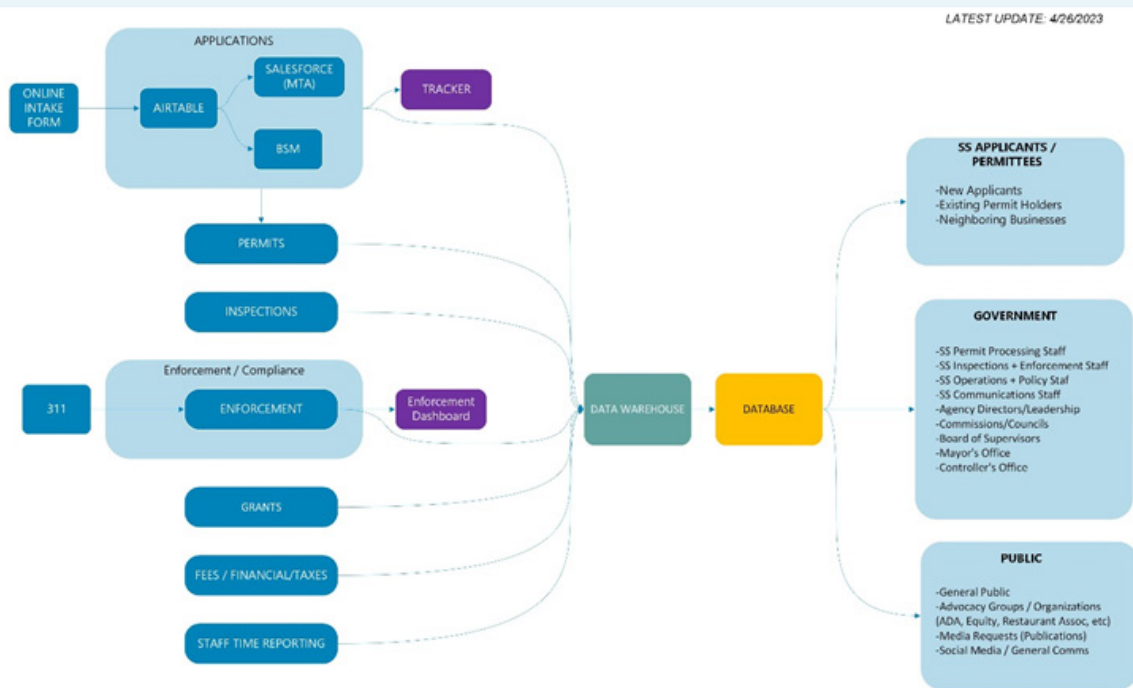 LATEST UPDATE: 4/26/2023
APPLICATIONS
ONLINE
INTAKE
FORM
AIRTABLE
SALESFORCE
(MTA)
BSM
TRACKER
PERMITS
INSPECTIONS
Enforcement / Compliance
311
ENFORCEMENT
Enforcement
Dashboard
GRANTS
FEES / FINANCIAL/TAXES
STAFF TIME REPORTING
DATA WAREHOUSE
DATABASE
SS APPLICANTS /
PERMITTEES
-New Applicants
-Existing Permit Holders
-Neighboring Businesses
GOVERNMENT
-SS Permit Processing Staff
-SS Inspections + Enforcement Staff
-SS Operations + Policy Staf
-SS Communications Staff
-Agency Directors/Leadership
-Commissions/Councils
-Board of Supervisors
-Mayor's Office
-Controller's Office
PUBLIC
-General Public
-Advocacy Groups / Organizations
(ADA, Equity, Restaurant Assoc, etc)
-Media Requests (Publications)
-Social Media / General Comms